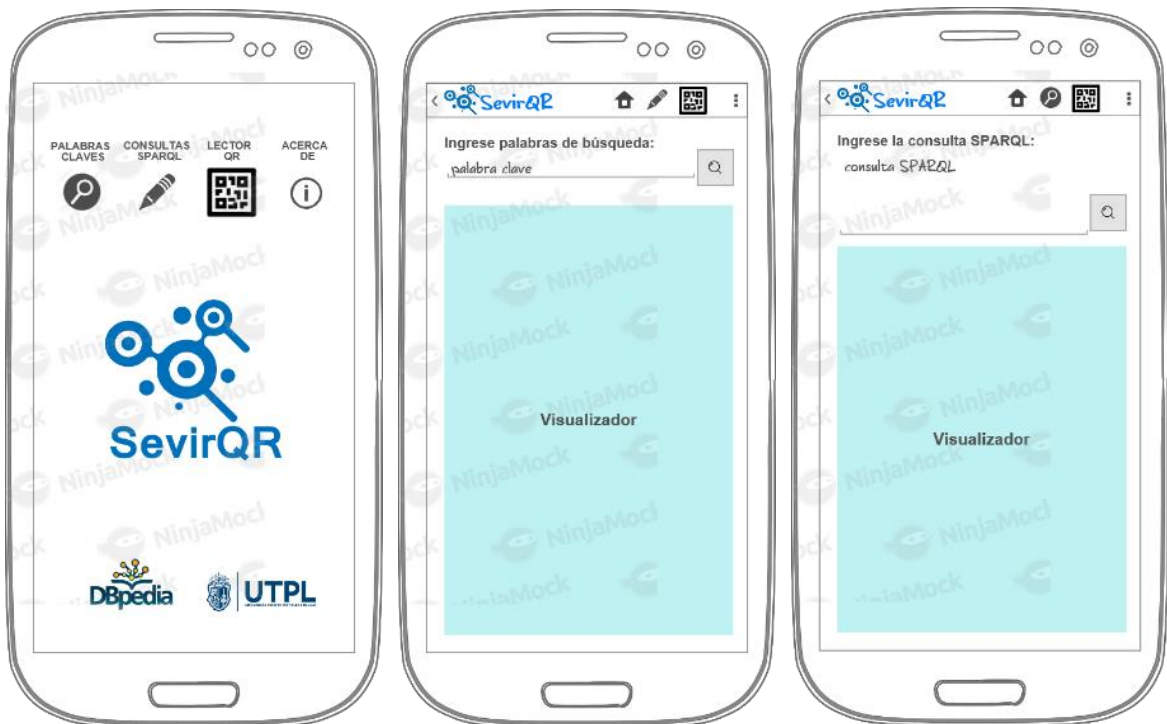 PALABRAS CLAVES
CONSULTAS SPARQL
LECTOR QR
ACERCA DE
SevirQR
DBpedia
UTPL
SevirQR
Ingrese palabras de búsqueda:
palabra clave
Visualizador
SevirQR
Ingrese la consulta SPARQL:
consulta SPARQL
Visualizador
NinjaMock